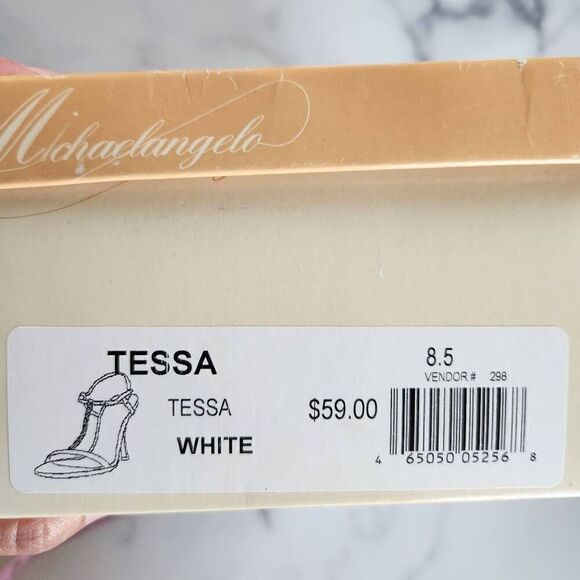 Michaelangelo
TESSA
8.5
VENDOR # 298
TESSA
$59.00
WHITE
4 65050 05256 8